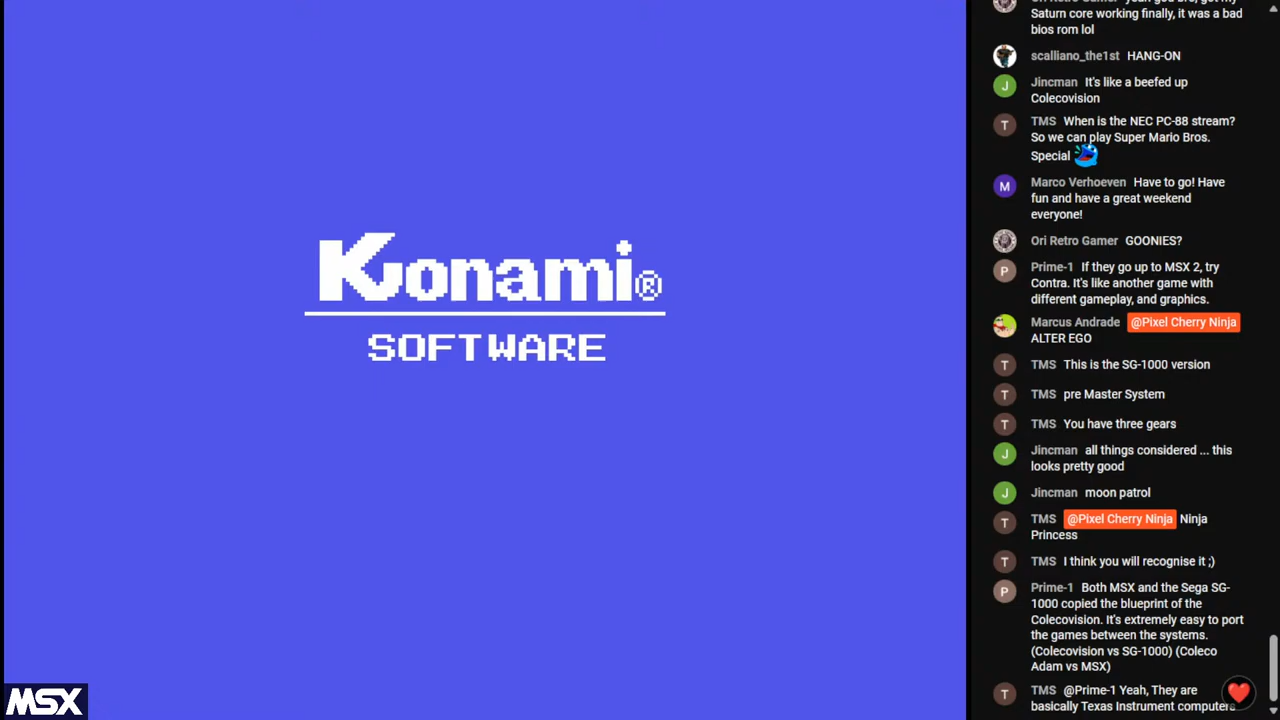 Konami®
SOFTWARE
MSX
Saturn core working finally, it was a bad
bios rom lol
scalliano_the1st HANG-ON
J
Jincman It's like a beefed up
Colecovision
T
TMS When is the NEC PC-88 stream?
So we can play Super Mario Bros.
Special
M
Marco Verhoeven Have to go! Have
fun and have a great weekend
everyone!
Ori Retro Gamer GOONIES?
P
Prime-1 If they go up to MSX 2, try
Contra. It's like another game with
different gameplay, and graphics.
Marcus Andrade @Pixel Cherry Ninja
ALTER EGO
T
TMS This is the SG-1000 version
T
TMS pre Master System
T
TMS You have three gears
J
Jincman all things considered ... this
looks pretty good
J
Jincman moon patrol
T
TMS @Pixel Cherry Ninja Ninja
Princess
T
TMS I think you will recognise it ;)
P
Prime-1 Both MSX and the Sega SG-
1000 copied the blueprint of the
Colecovision. It's extremely easy to port
the games between the systems.
(Colecovision vs SG-1000) (Coleco
Adam vs MSX)
T
TMS @Prime-1 Yeah, They are
basically Texas Instrument computers